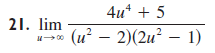 21. lim u→∞ (4u⁴ + 5) / ((u² − 2)(2u² − 1))